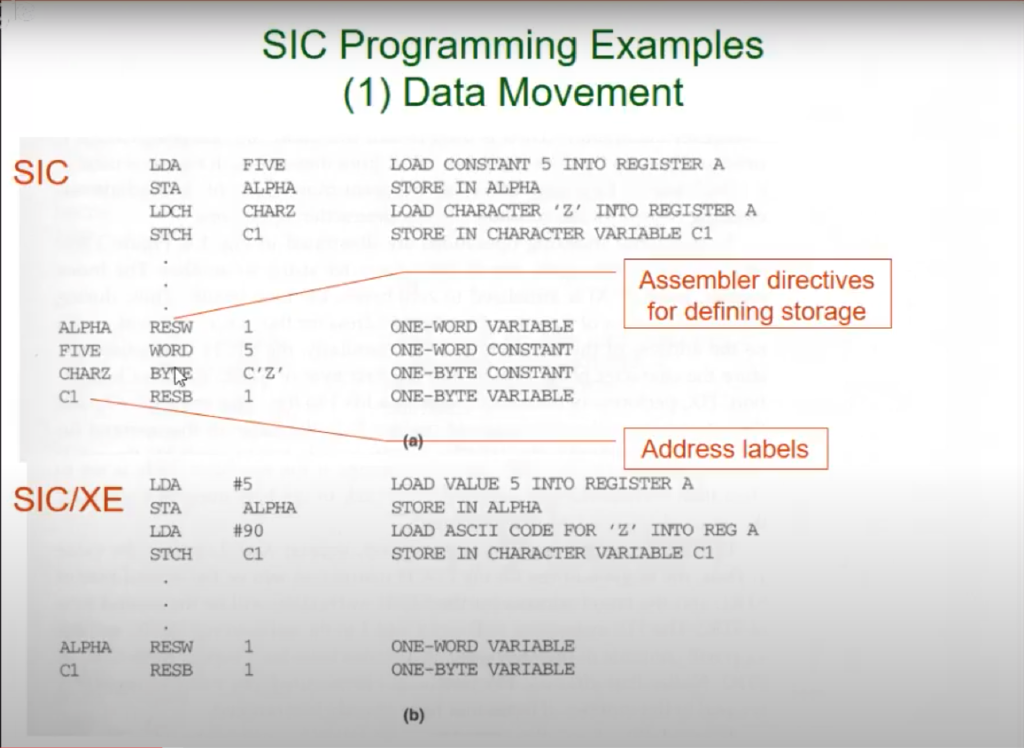 SIC Programming Examples
(1) Data Movement
SIC
LDA FIVE LOAD CONSTANT 5 INTO REGISTER A
STA ALPHA STORE IN ALPHA
LDCH CHARZ LOAD CHARACTER 'Z' INTO REGISTER A
STCH C1 STORE IN CHARACTER VARIABLE C1
.
.
.
Assembler directives
for defining storage
ALPHA RESW 1 ONE-WORD VARIABLE
FIVE WORD 5 ONE-WORD CONSTANT
CHARZ BYTE C'Z' ONE-BYTE CONSTANT
C1 RESB 1 ONE-BYTE VARIABLE
(a)
Address labels
SIC/XE
LDA #5 LOAD VALUE 5 INTO REGISTER A
STA ALPHA STORE IN ALPHA
LDA #90 LOAD ASCII CODE FOR 'Z' INTO REG A
STCH C1 STORE IN CHARACTER VARIABLE C1
.
.
.
ALPHA RESW 1 ONE-WORD VARIABLE
C1 RESB 1 ONE-BYTE VARIABLE
(b)